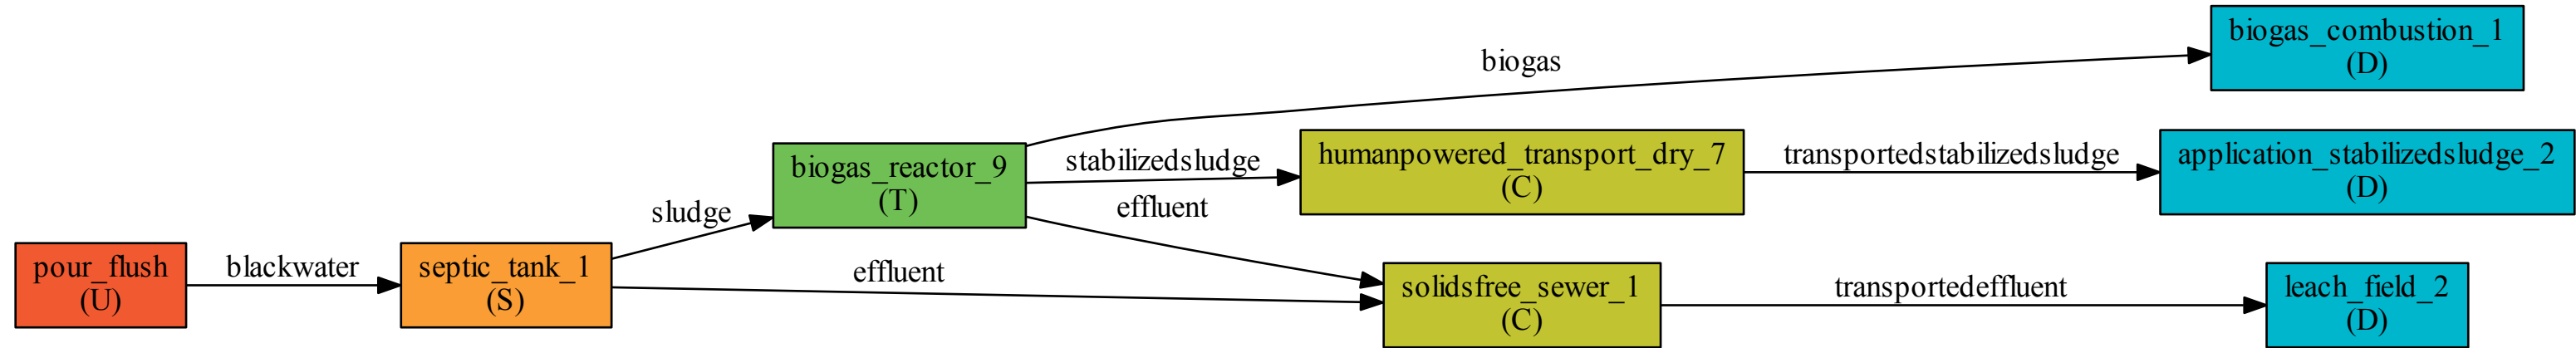 biogas_combustion_1
(D)
biogas
humanpowered_transport_dry_7
(C)
transportedstabilizedsludge
application_stabilizedsludge_2
(D)
biogas_reactor_9
(T)
stabilizedsludge
effluent
sludge
pour_flush
(U)
blackwater
septic_tank_1
(S)
effluent
solidsfree_sewer_1
(C)
transportedeffluent
leach_field_2
(D)